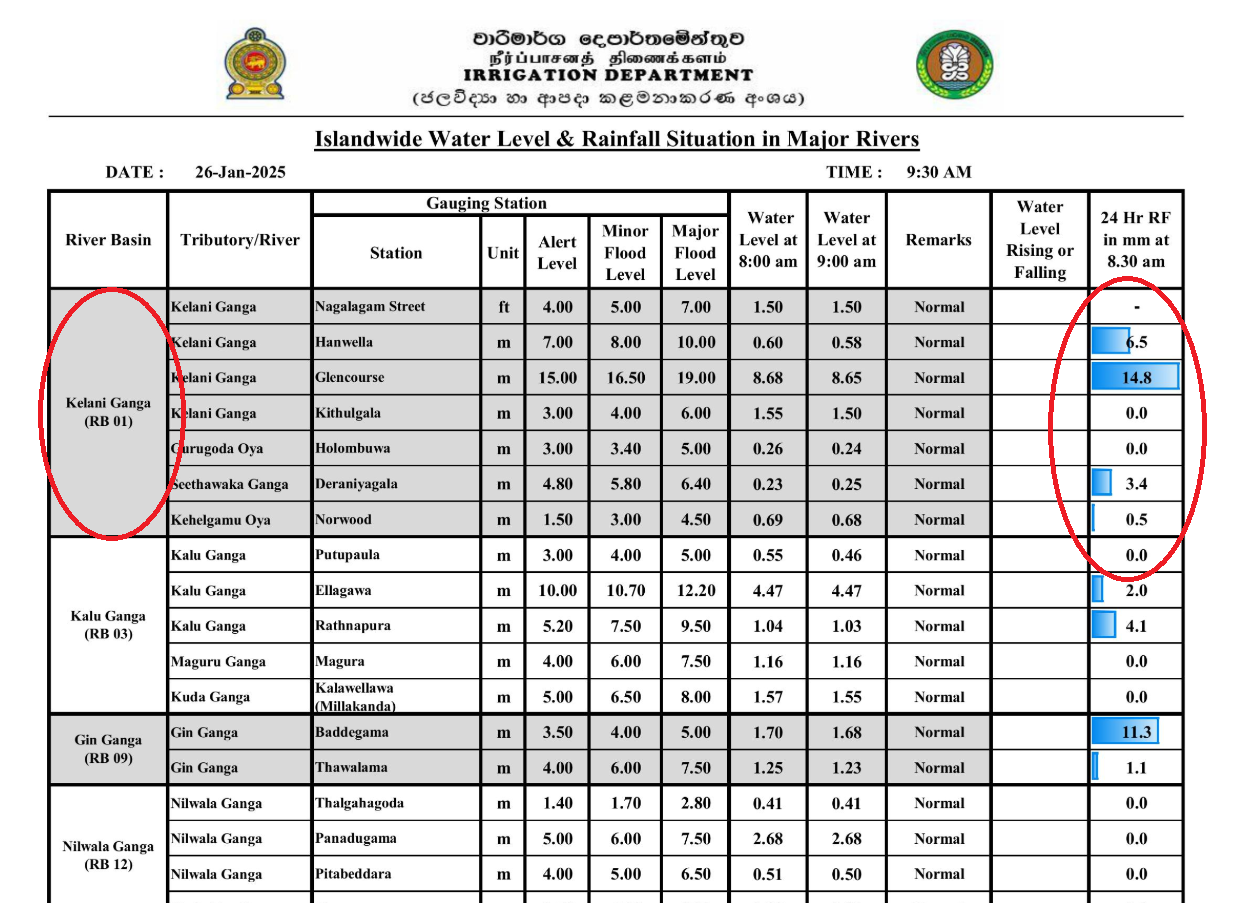 වාරිමාර්ග දෙපාර්තමේන්තුව
நீர்ப்பாசனத் திணைக்களம்
IRRIGATION DEPARTMENT
(ජලවිද්‍යා හා ආපදා කළමනාකරණ අංශය)
Islandwide Water Level & Rainfall Situation in Major Rivers
DATE : 26-Jan-2025 TIME : 9:30 AM
River Basin Tributory/River Gauging Station Station Unit Alert Level Minor Flood Level Major Flood Level Water Level at 8:00 am Water Level at 9:00 am Remarks Water Level Rising or Falling 24 Hr RF in mm at 8.30 am
Kelani Ganga (RB 01)
Kelani Ganga Nagalagam Street ft 4.00 5.00 7.00 1.50 1.50 Normal -
Kelani Ganga Hanwella m 7.00 8.00 10.00 0.60 0.58 Normal 6.5
Kelani Ganga Glencourse m 15.00 16.50 19.00 8.68 8.65 Normal 14.8
Kelani Ganga Kithulgala m 3.00 4.00 6.00 1.55 1.50 Normal 0.0
Gurugoda Oya Holombuwa m 3.00 3.40 5.00 0.26 0.24 Normal 0.0
Seethawaka Ganga Deraniyagala m 4.80 5.80 6.40 0.23 0.25 Normal 3.4
Kehelgamu Oya Norwood m 1.50 3.00 4.50 0.69 0.68 Normal 0.5
Kalu Ganga (RB 03)
Kalu Ganga Putupaula m 3.00 4.00 5.00 0.55 0.46 Normal 0.0
Kalu Ganga Ellagawa m 10.00 10.70 12.20 4.47 4.47 Normal 2.0
Kalu Ganga Rathnapura m 5.20 7.50 9.50 1.04 1.03 Normal 4.1
Maguru Ganga Magura m 4.00 6.00 7.50 1.16 1.16 Normal 0.0
Kuda Ganga Kalawellawa (Millakanda) m 5.00 6.50 8.00 1.57 1.55 Normal 0.0
Gin Ganga (RB 09)
Gin Ganga Baddegama m 3.50 4.00 5.00 1.70 1.68 Normal 11.3
Gin Ganga Thawalama m 4.00 6.00 7.50 1.25 1.23 Normal 1.1
Nilwala Ganga (RB 12)
Nilwala Ganga Thalgahagoda m 1.40 1.70 2.80 0.41 0.41 Normal 0.0
Nilwala Ganga Panadugama m 5.00 6.00 7.50 2.68 2.68 Normal 0.0
Nilwala Ganga Pitabeddara m 4.00 5.00 6.50 0.51 0.50 Normal 0.0